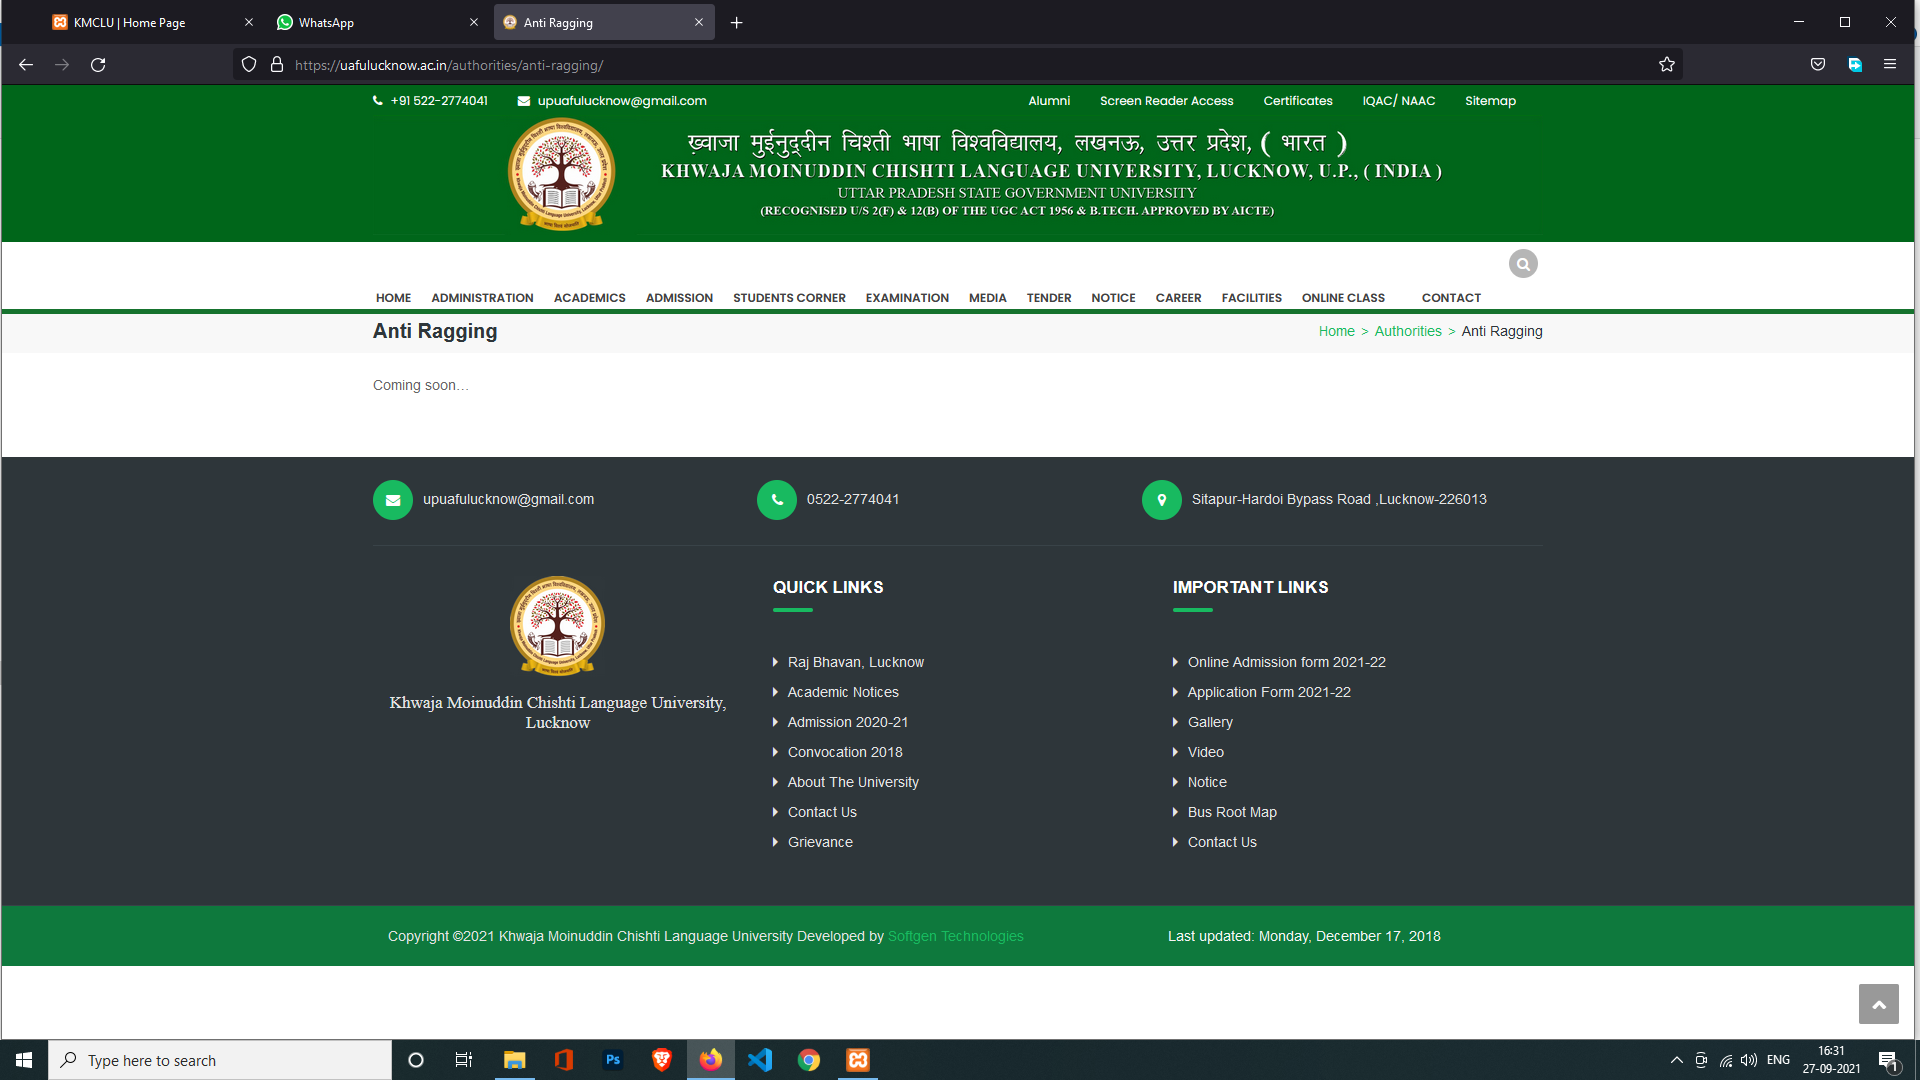 KMCLU | Home Page
WhatsApp
Anti Ragging
https://uafulucknow.ac.in/authorities/anti-ragging/
+91 522-2774041
upuafulucknow@gmail.com
Alumni
Screen Reader Access
Certificates
IQAC/ NAAC
Sitemap
ख़्वाजा मुईनुद्दीन चिश्ती भाषा विश्वविद्यालय, लखनऊ, उत्तर प्रदेश, ( भारत )
KHWAJA MOINUDDIN CHISHTI LANGUAGE UNIVERSITY, LUCKNOW, U.P., ( INDIA )
UTTAR PRADESH STATE GOVERNMENT UNIVERSITY
(RECOGNISED U/S 2(F) & 12(B) OF THE UGC ACT 1956 & B.TECH. APPROVED BY AICTE)
HOME
ADMINISTRATION
ACADEMICS
ADMISSION
STUDENTS CORNER
EXAMINATION
MEDIA
TENDER
NOTICE
CAREER
FACILITIES
ONLINE CLASS
CONTACT
Anti Ragging
Home > Authorities > Anti Ragging
Coming soon…
upuafulucknow@gmail.com
0522-2774041
Sitapur-Hardoi Bypass Road ,Lucknow-226013
Khwaja Moinuddin Chishti Language University,
Lucknow
QUICK LINKS
Raj Bhavan, Lucknow
Academic Notices
Admission 2020-21
Convocation 2018
About The University
Contact Us
Grievance
IMPORTANT LINKS
Online Admission form 2021-22
Application Form 2021-22
Gallery
Video
Notice
Bus Root Map
Contact Us
Copyright ©2021 Khwaja Moinuddin Chishti Language University Developed by Softgen Technologies
Last updated: Monday, December 17, 2018
Type here to search
Ps
ENG
16:31
27-09-2021
1